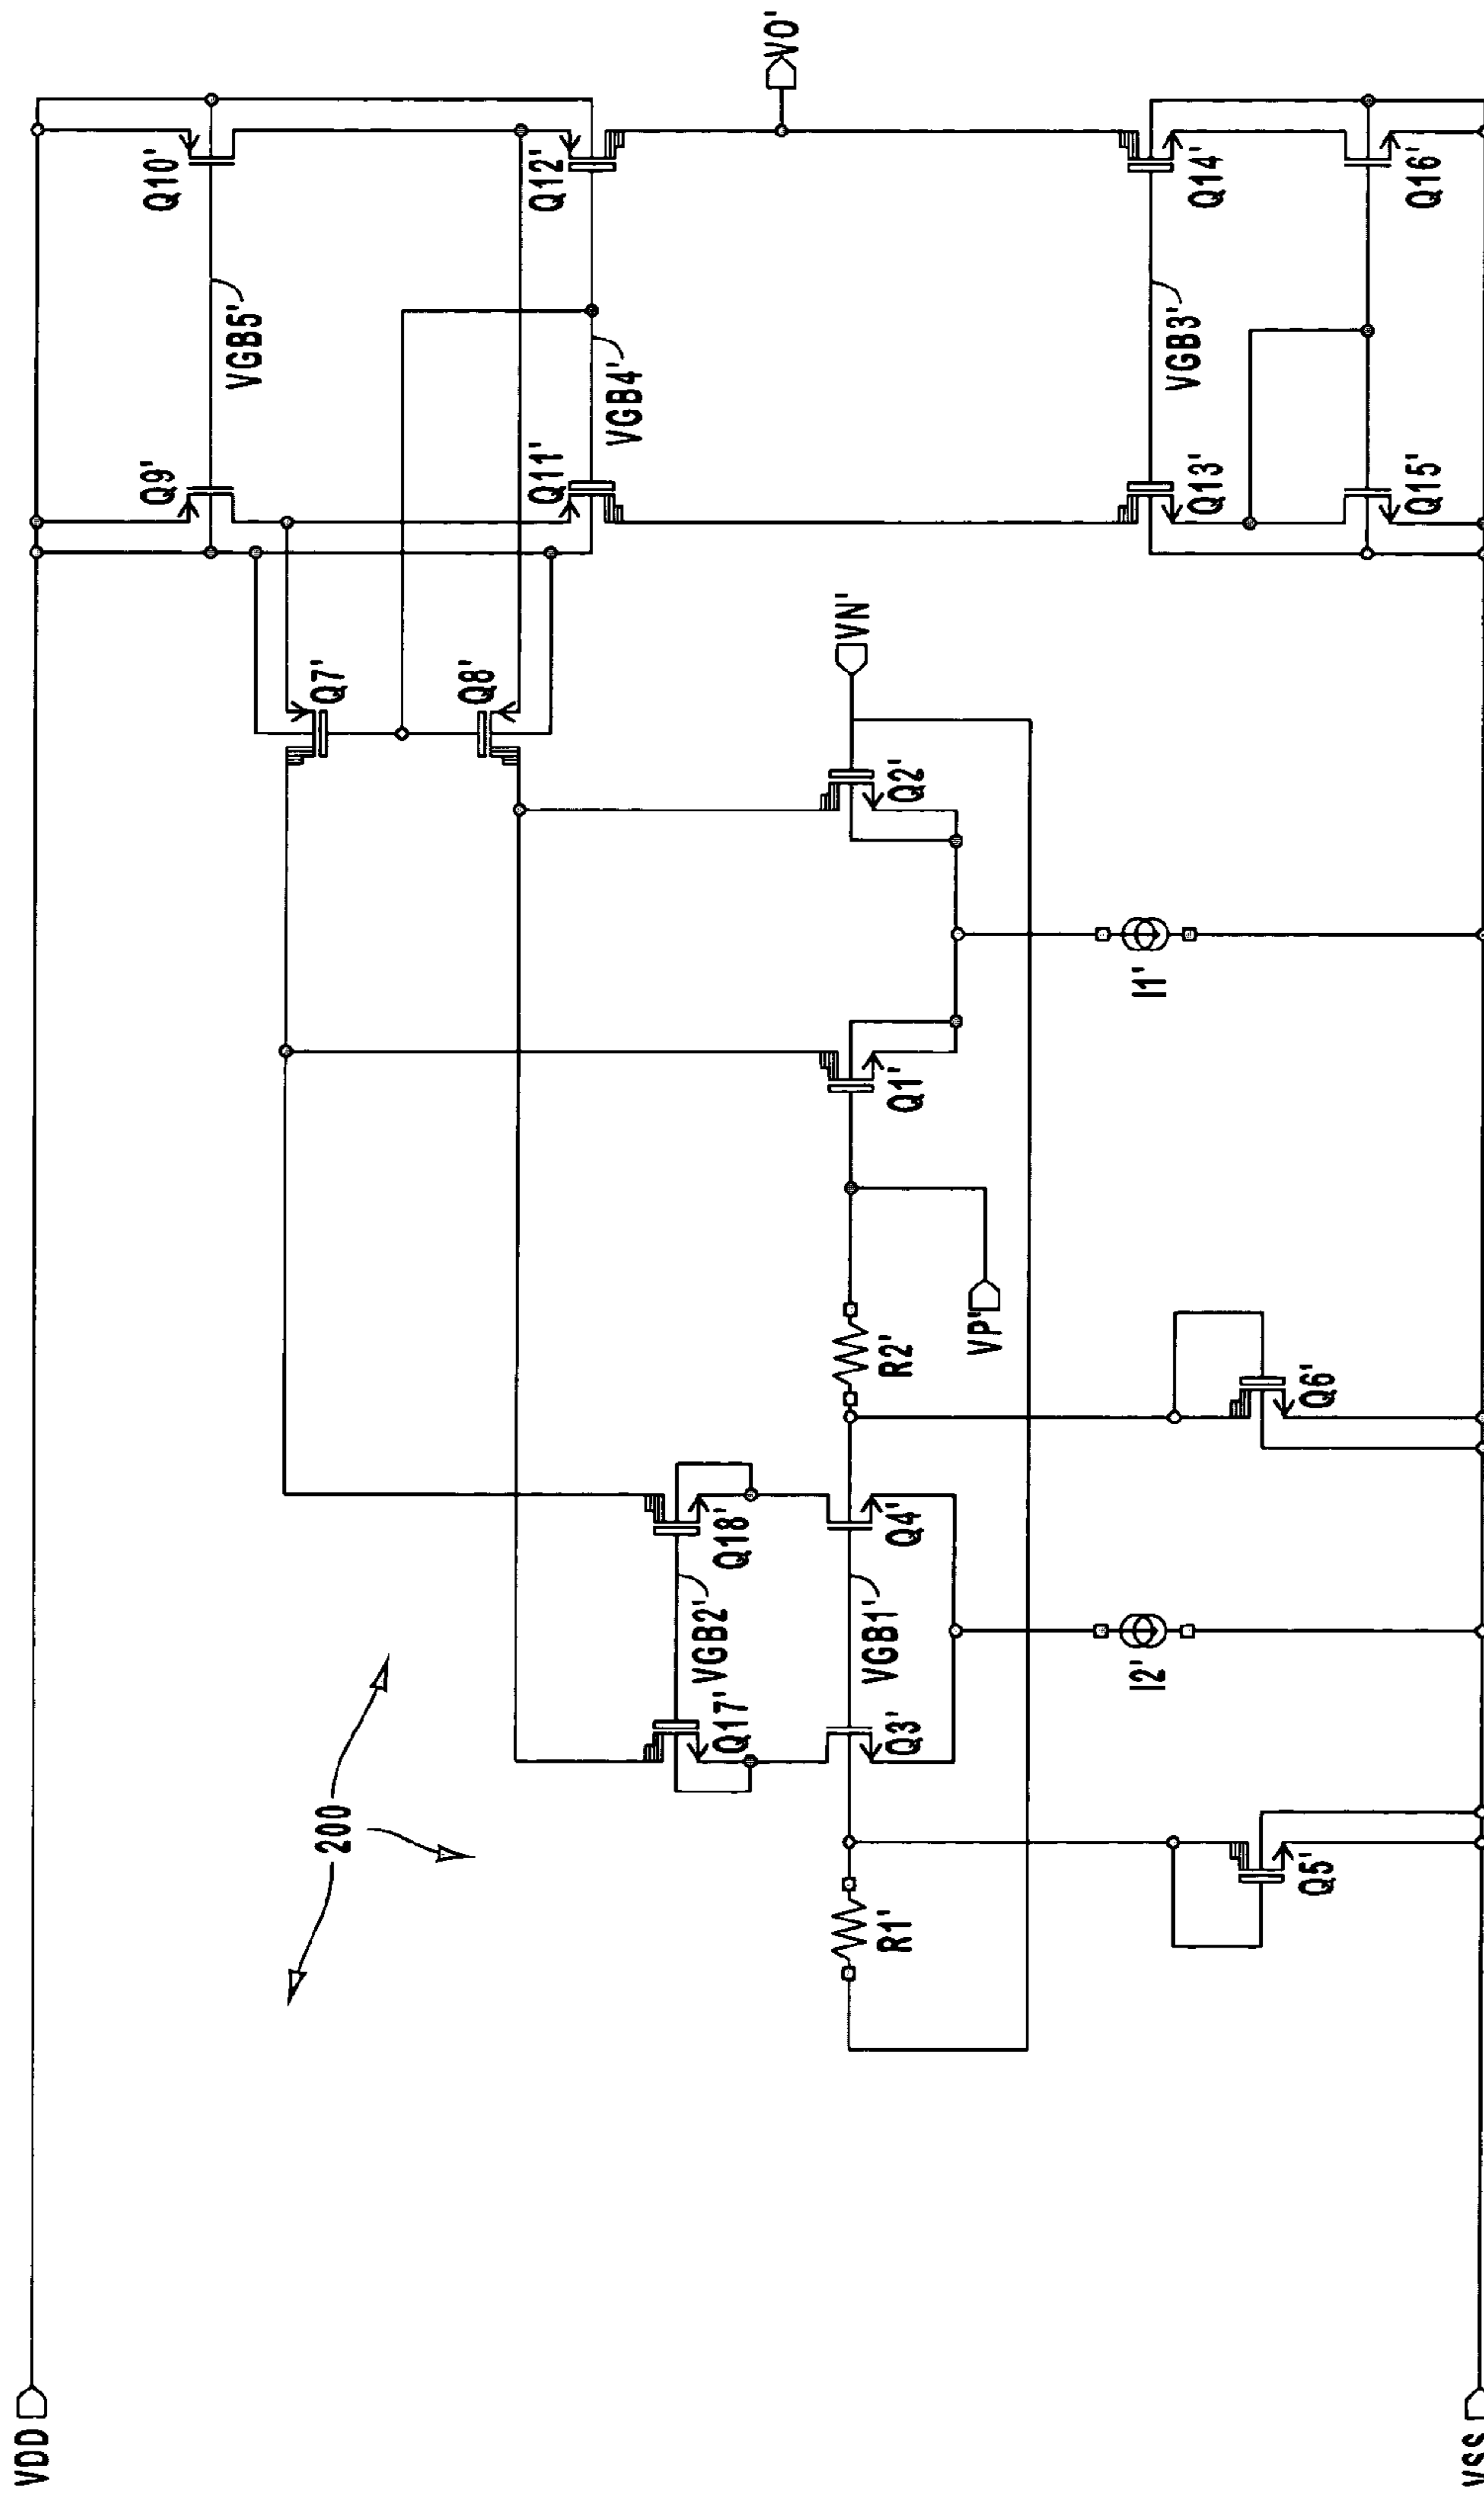 VDD
Q9'
Q10'
VGB5'
200
Q7'
Q8'
Q11'
Q12'
VGB4'
Q17'
VGB2'
Q18'
VO'
VN'
R1'
Q3'
VGB1'
Q4'
R2'
Q1'
Q2'
VP'
I2'
I1'
VGB3'
Q13'
Q14'
Q5'
Q6'
Q15'
Q16'
VSS